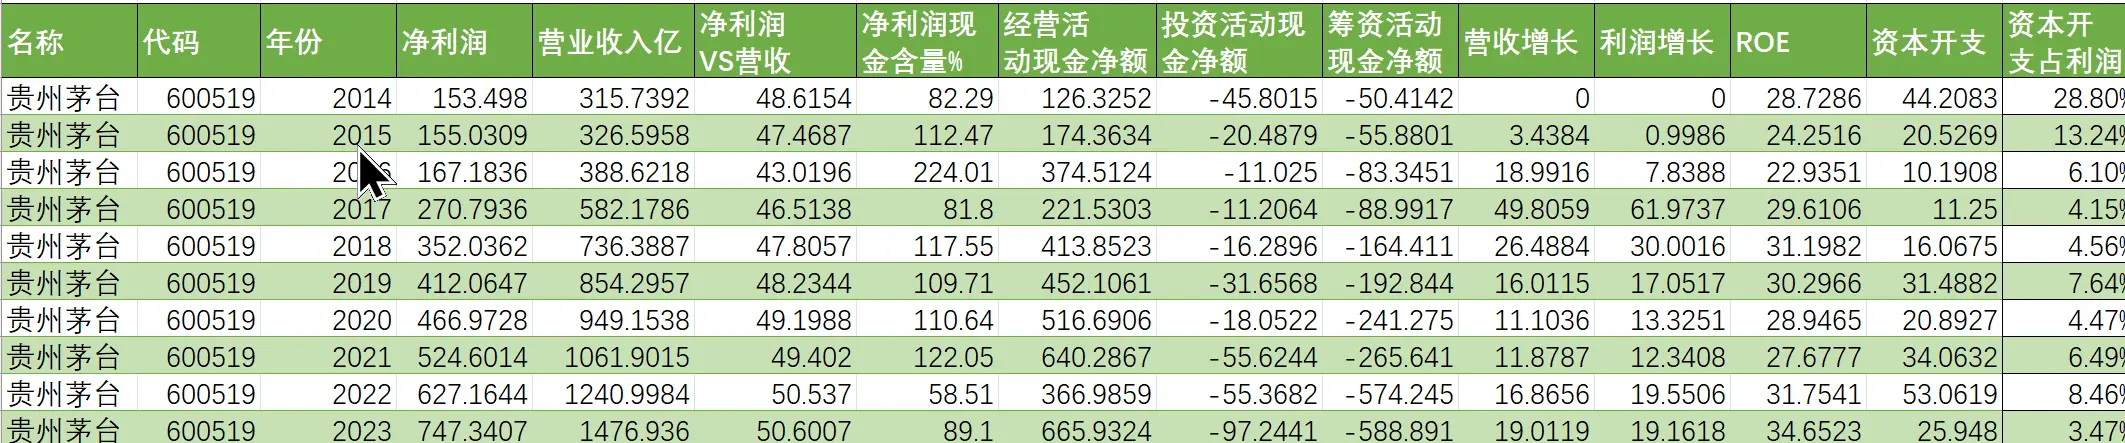 名称 代码 年份 净利润 营业收入亿 净利润VS营收 净利润现金含量% 经营活动现金净额 投资活动现金净额 筹资活动现金净额 营收增长 利润增长 ROE 资本开支 资本开支占利润
贵州茅台 600519 2014 153.498 315.7392 48.6154 82.29 126.3252 -45.8015 -50.4142 0 0 28.7286 44.2083 28.80%
贵州茅台 600519 2015 155.0309 326.5958 47.4687 112.47 174.3634 -20.4879 -55.8801 3.4384 0.9986 24.2516 20.5269 13.24%
贵州茅台 600519 2016 167.1836 388.6218 43.0196 224.01 374.5124 -11.025 -83.3451 18.9916 7.8388 22.9351 10.1908 6.10%
贵州茅台 600519 2017 270.7936 582.1786 46.5138 81.8 221.5303 -11.2064 -88.9917 49.8059 61.9737 29.6106 11.25 4.15%
贵州茅台 600519 2018 352.0362 736.3887 47.8057 117.55 413.8523 -16.2896 -164.411 26.4884 30.0016 31.1982 16.0675 4.56%
贵州茅台 600519 2019 412.0647 854.2957 48.2344 109.71 452.1061 -31.6568 -192.844 16.0115 17.0517 30.2966 31.4882 7.64%
贵州茅台 600519 2020 466.9728 949.1538 49.1988 110.64 516.6906 -18.0522 -241.275 11.1036 13.3251 28.9465 20.8927 4.47%
贵州茅台 600519 2021 524.6014 1061.9015 49.402 122.05 640.2867 -55.6244 -265.641 11.8787 12.3408 27.6777 34.0632 6.49%
贵州茅台 600519 2022 627.1644 1240.9984 50.537 58.51 366.9859 -55.3682 -574.245 16.8656 19.5506 31.7541 53.0619 8.46%
贵州茅台 600519 2023 747.3407 1476.936 50.6007 89.1 665.9324 -97.2441 -588.891 19.0119 19.1618 34.6523 25.948 3.47%